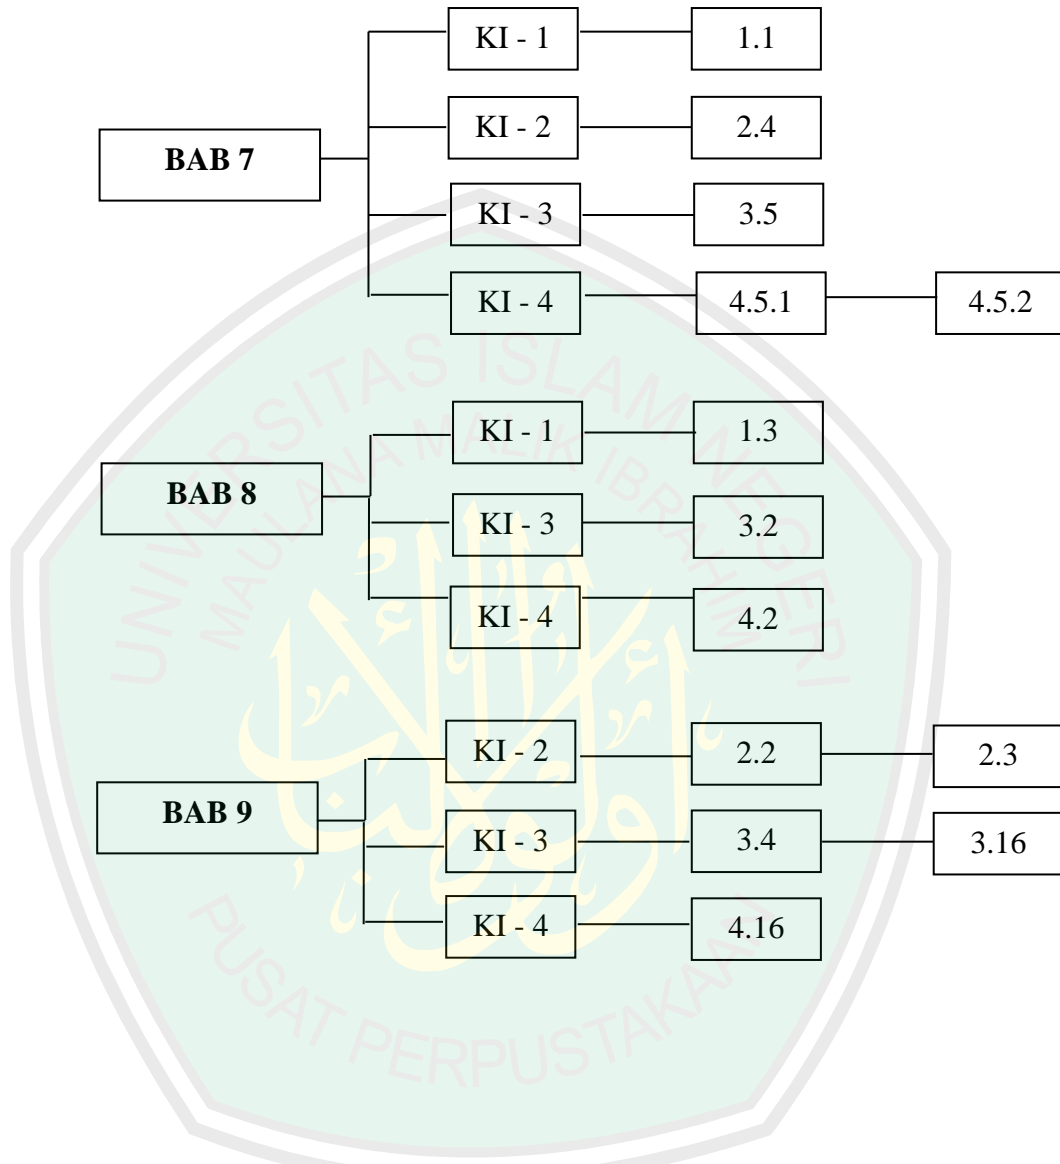 KI - 1 1.1
KI - 2 2.4
BAB 7
KI - 3 3.5
KI - 4 4.5.1 4.5.2
KI - 1 1.3
BAB 8
KI - 3 3.2
KI - 4 4.2
KI - 2 2.2 2.3
BAB 9
KI - 3 3.4 3.16
KI - 4 4.16
UNIVERSITAS ISLAM NEGERI
MAULANA MALIK IBRAHIM
PUSAT PERPUSTAKAAN